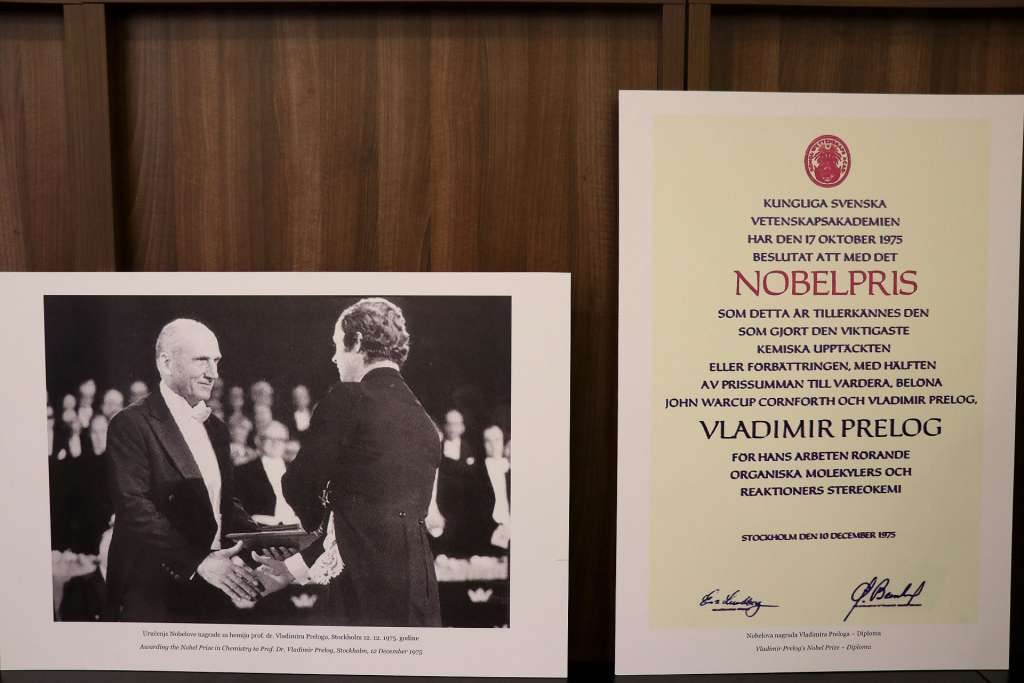 Uručenje Nobelove nagrade za hemiju prof. dr. Vladimira Preloga, Stockholm 12. 12. 1975. godine
Awarding the Nobel Prize in Chemistry to Prof. Dr. Vladimir Prelog, Stockholm, 12 December 1975
KUNGLIGA SVENSKA
VETENSKAPSAKADEMIEN
HAR DEN 17 OKTOBER 1975
BESLUTAT ATT MED DET
NOBELPRIS
SOM DETTA ÅR TILLERKÄNNES DEN
SOM GJORT DEN VIKTIGASTE
KEMISKA UPPTÄCKTEN
ELLER FÖRBÄTTRINGEN, MED HÄLFTEN
AV PRISSUMMAN TILL VARDERA, BELÖNA
JOHN WARCUP CORNFORTH OCH VLADIMIR PRELOG,
VLADIMIR PRELOG
FÖR HANS ARBETEN RÖRANDE
ORGANISKA MOLEKYLERS OCH
REAKTIONERS STEREOKEMI
STOCKHOLM DEN 10 DECEMBER 1975
Nobelova nagrada Vladimira Preloga – Diploma
Vladimir Prelog's Nobel Prize – Diploma